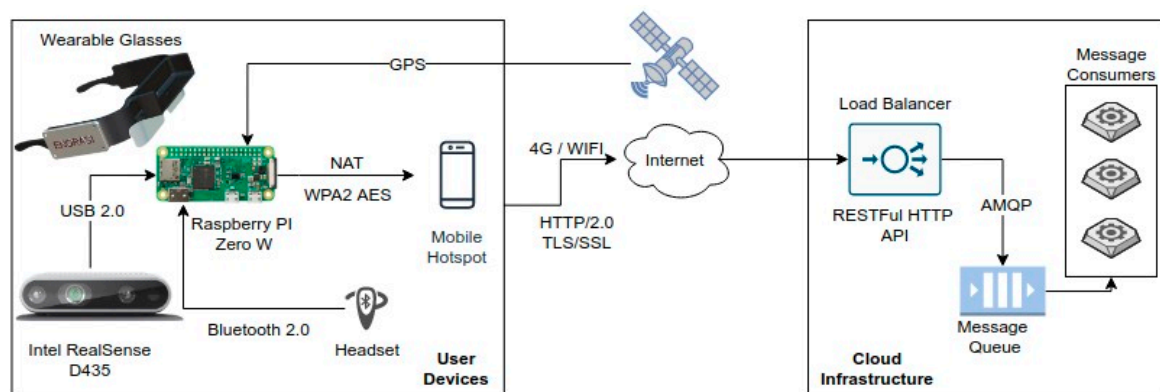 Wearable Glasses
ENORASI
GPS
USB 2.0
Raspberry PI
Zero W
NAT
WPA2 AES
Mobile
Hotspot
Intel RealSense
D435
Bluetooth 2.0
Headset
User
Devices
4G / WIFI
Internet
HTTP/2.0
TLS/SSL
Load Balancer
RESTFul HTTP
API
AMQP
Message
Queue
Message
Consumers
Cloud
Infrastructure